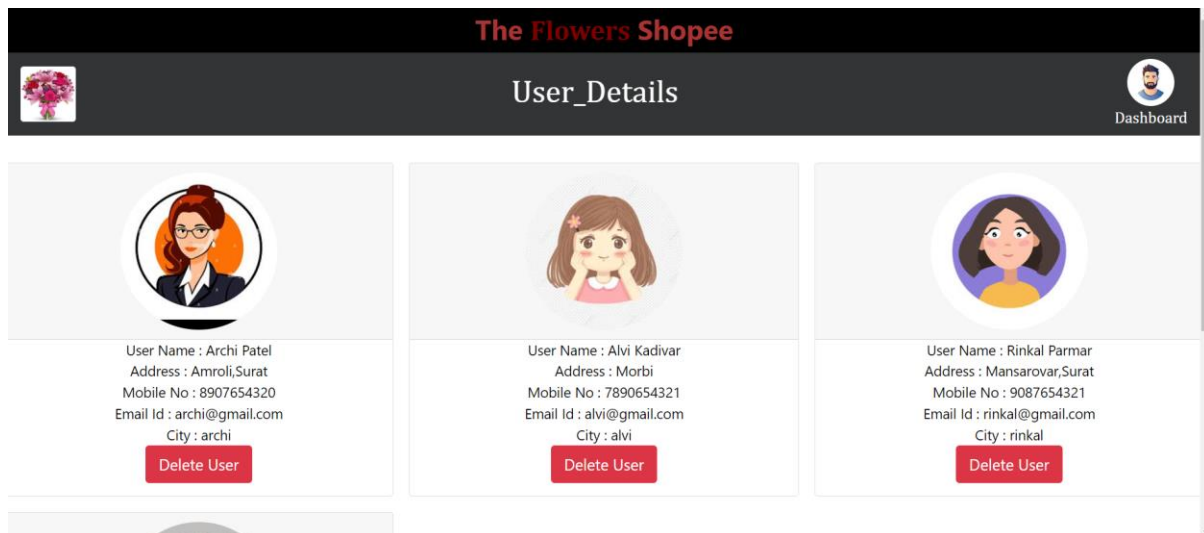 The Flowers Shopee
User_Details
Dashboard
User Name : Archi Patel
Address : Amroli,Surat
Mobile No : 8907654320
Email Id : archi@gmail.com
City : archi
Delete User
User Name : Alvi Kadivar
Address : Morbi
Mobile No : 7890654321
Email Id : alvi@gmail.com
City : alvi
Delete User
User Name : Rinkal Parmar
Address : Mansarovar,Surat
Mobile No : 9087654321
Email Id : rinkal@gmail.com
City : rinkal
Delete User